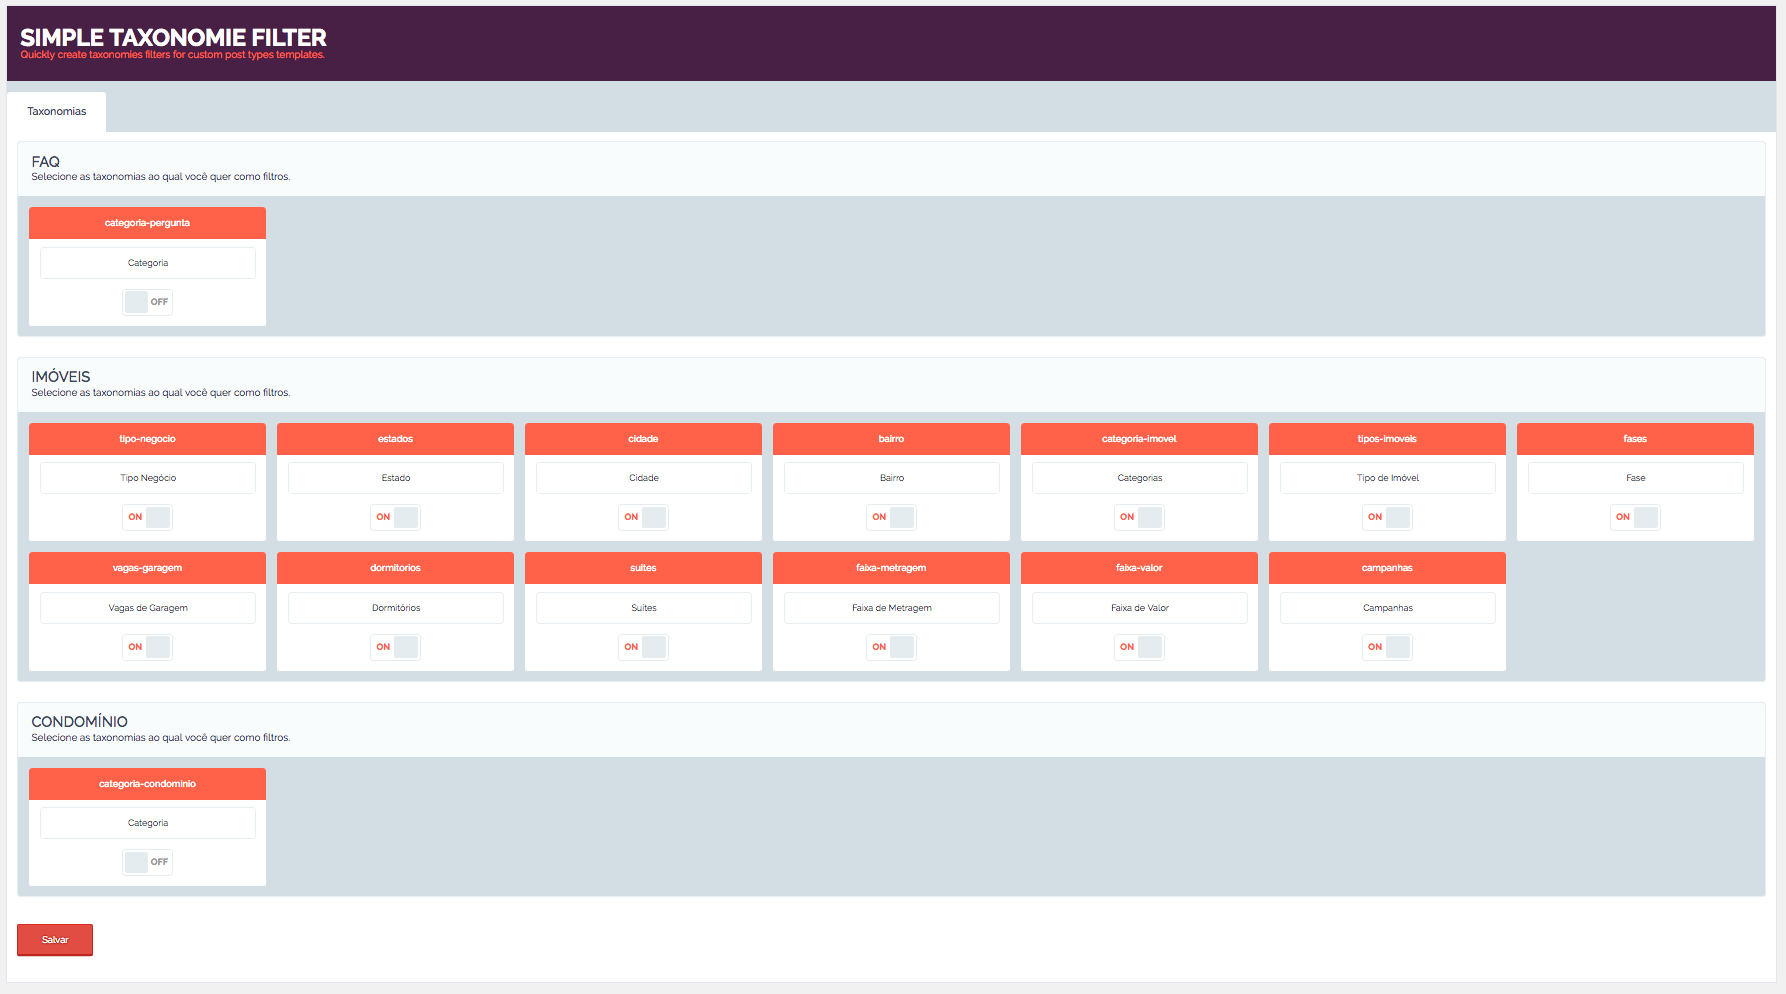 SIMPLE TAXONOMIE FILTER
Quickly create taxonomies filters for custom post types templates.
Taxonomias
FAQ
Selecione as taxonomias ao qual você quer como filtros.
categoria-pergunta
Categoria
OFF
IMÓVEIS
Selecione as taxonomias ao qual você quer como filtros.
tipo-negocio estados cidade bairro categoria-imovel tipos-imoveis fases
Tipo Negócio Estado Cidade Bairro Categorias Tipo de Imóvel Fase
ON ON ON ON ON ON ON
vagas-garagem dormitorios suites faixa-metragem faixa-valor campanhas
Vagas de Garagem Dormitórios Suítes Faixa de Metragem Faixa de Valor Campanhas
ON ON ON ON ON ON
CONDOMÍNIO
Selecione as taxonomias ao qual você quer como filtros.
categoria-condominio
Categoria
OFF
Salvar